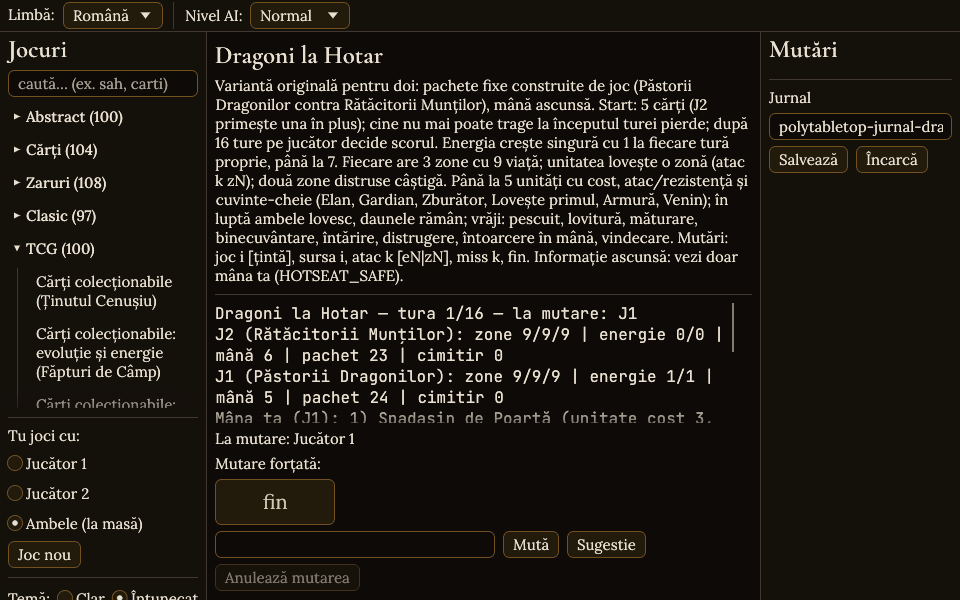 Limbă: Română ▼ Nivel AI: Normal ▼
Jocuri
caută... (ex. sah, carti)
▸ Abstract (100)
▸ Cărți (104)
▸ Zaruri (108)
▸ Clasic (97)
▾ TCG (100)
Cărți colecționabile
(Ținutul Cenușiu)
Cărți colecționabile:
evoluție și energie
(Făpturi de Câmp)
Cărți colecționabile:
Tu joci cu:
Jucător 1
Jucător 2
Ambele (la masă)
Joc nou
Temă: Clar Întunecat
Dragoni la Hotar
Variantă originală pentru doi: pachete fixe construite de joc (Păstorii
Dragonilor contra Rătăcitorii Munților), mână ascunsă. Start: 5 cărți (J2
primește una în plus); cine nu mai poate trage la începutul turei pierde; după
16 ture pe jucător decide scorul. Energia crește singură cu 1 la fiecare tură
proprie, până la 7. Fiecare are 3 zone cu 9 viață; unitatea lovește o zonă (atac
k zN); două zone distruse câștigă. Până la 5 unități cu cost, atac/rezistență și
cuvinte-cheie (Elan, Gardian, Zburător, Lovește primul, Armură, Venin); în
luptă ambele lovesc, daunele rămân; vrăji: pescuit, lovitură, măturare,
binecuvântare, întărire, distrugere, întoarcere în mână, vindecare. Mutări:
joc i [țintă], sursa i, atac k [eN|zN], miss k, fin. Informație ascunsă: vezi doar
mâna ta (HOTSEAT_SAFE).
Dragoni la Hotar — tura 1/16 — la mutare: J1
J2 (Rătăcitorii Munților): zone 9/9/9 | energie 0/0 |
mână 6 | pachet 23 | cimitir 0
J1 (Păstorii Dragonilor): zone 9/9/9 | energie 1/1 |
mână 5 | pachet 24 | cimitir 0
Mâna ta (J1): 1) Spadasin de Poartă (unitate cost 3,
La mutare: Jucător 1
Mutare forțată:
fin
Mută Sugestie
Anulează mutarea
Mutări
Jurnal
polytabletop-jurnal-dra
Salvează Încarcă